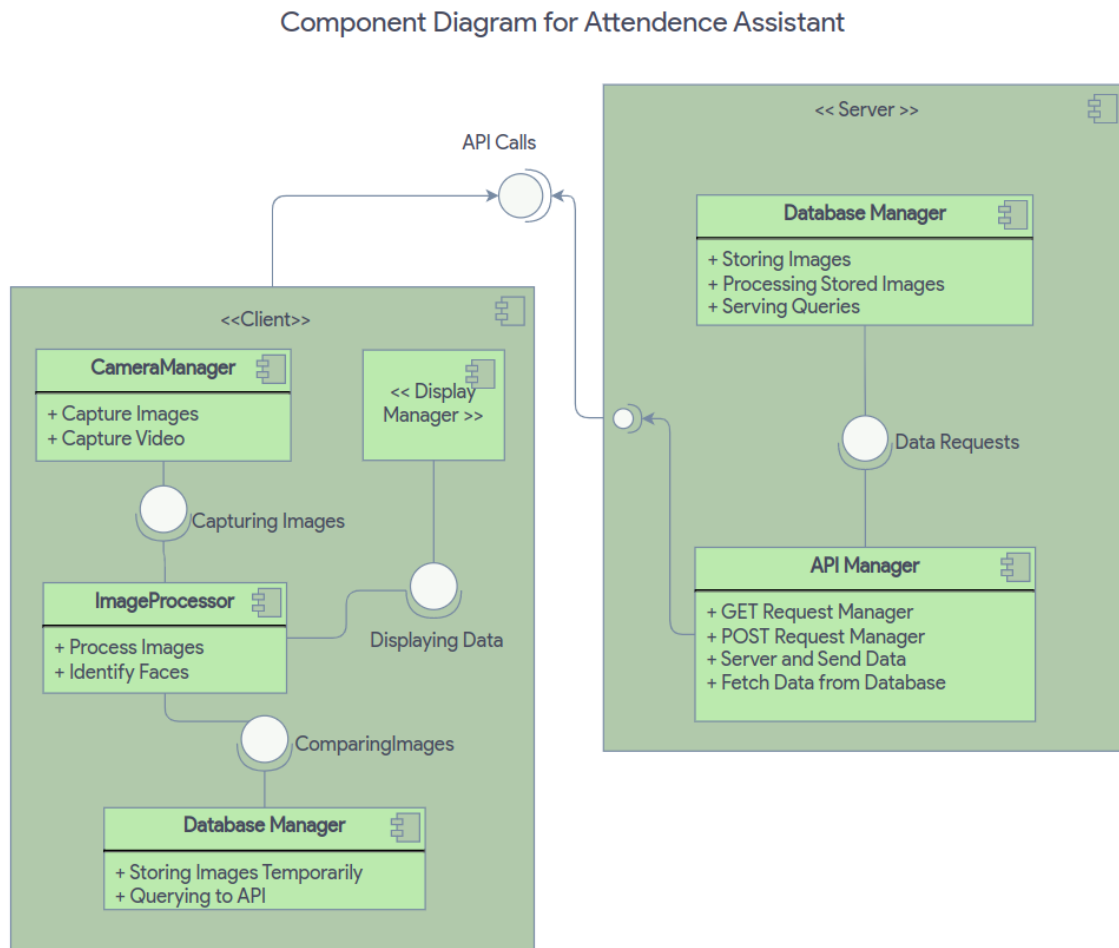 Component Diagram for Attendence Assistant
<< Server >>
API Calls
Database Manager
+ Storing Images
+ Processing Stored Images
+ Serving Queries
<<Client>>
CameraManager
+ Capture Images
+ Capture Video
<< Display
Manager >>
Data Requests
Capturing Images
API Manager
+ GET Request Manager
+ POST Request Manager
+ Server and Send Data
+ Fetch Data from Database
ImageProcessor
+ Process Images
+ Identify Faces
Displaying Data
ComparingImages
Database Manager
+ Storing Images Temporarily
+ Querying to API